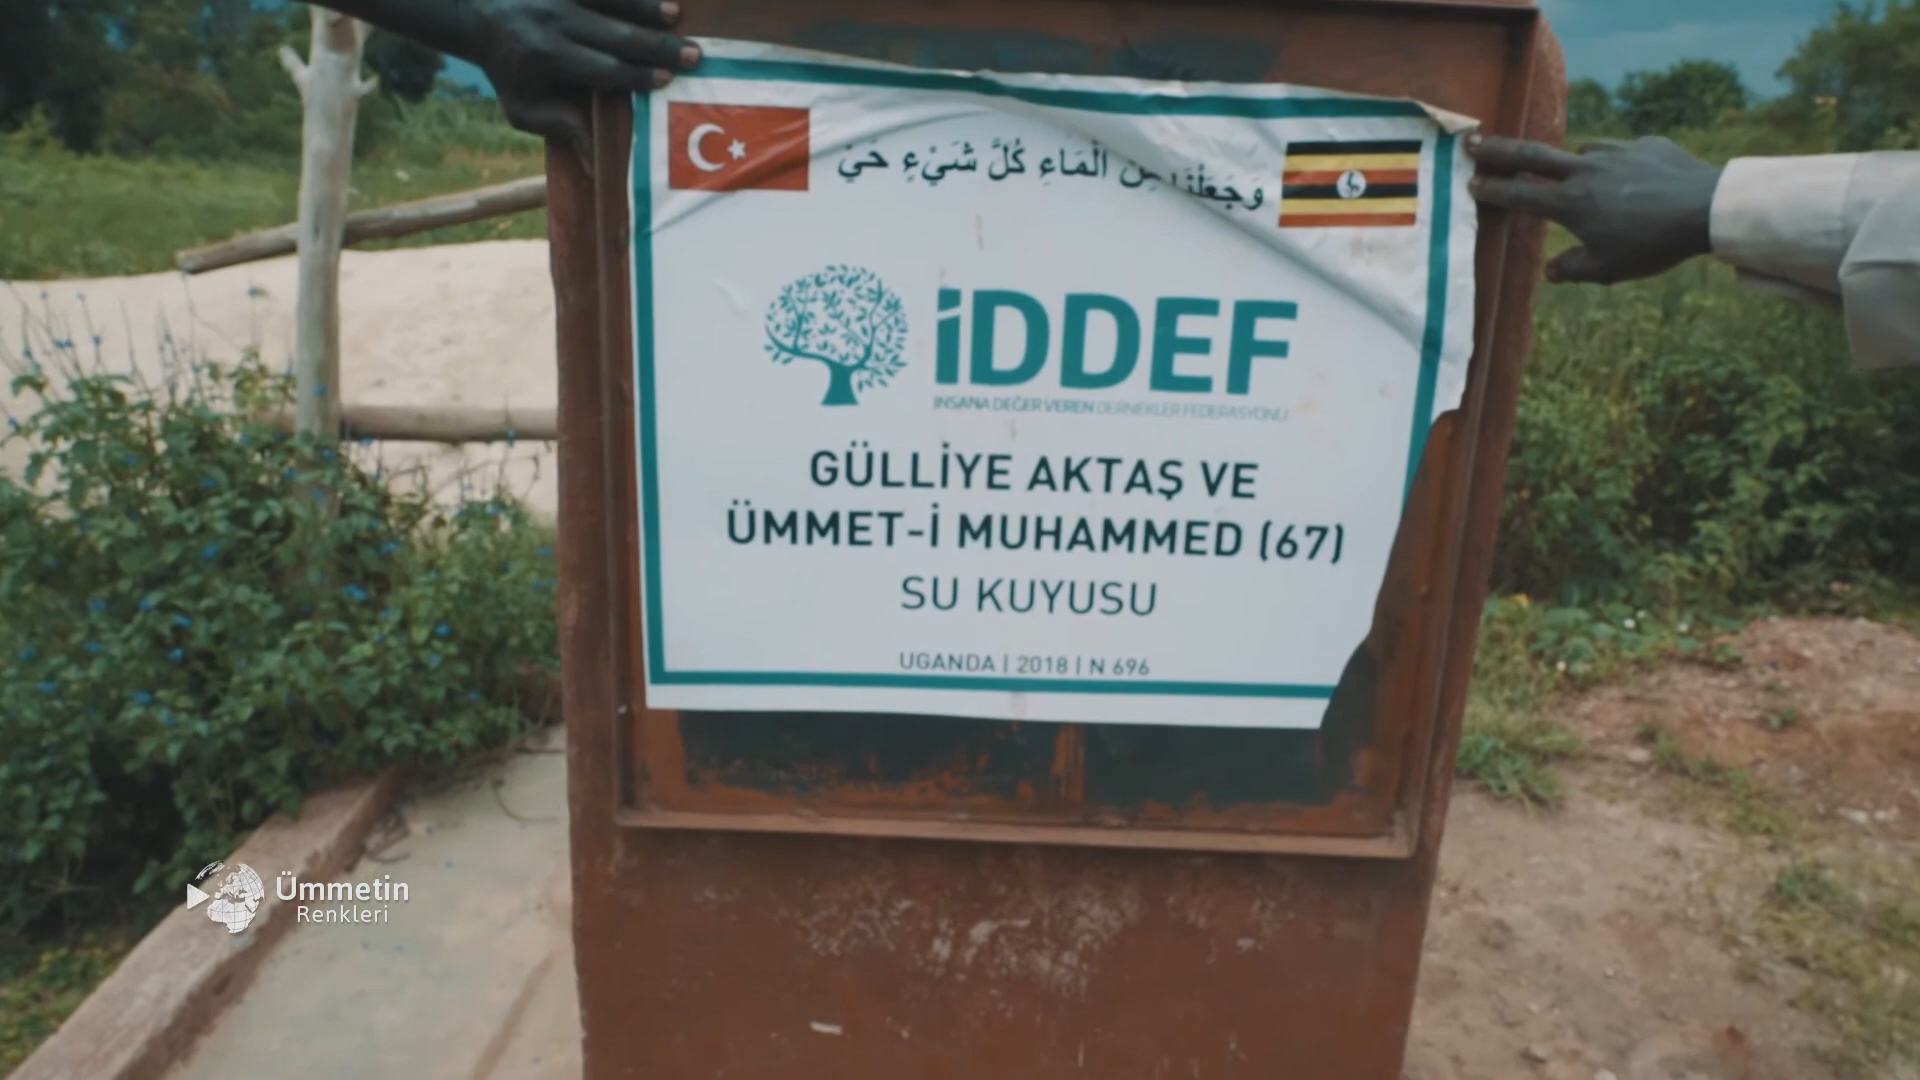 وَجَعَلْنَا مِنَ الْمَاءِ كُلَّ شَيْءٍ حَيٍّ
iDDEF
İNSANA DEĞER VEREN DERNEKLER FEDERASYONU
GÜLLİYE AKTAŞ VE
ÜMMET-İ MUHAMMED (67)
SU KUYUSU
UGANDA | 2018 | N 696
Ümmetin
Renkleri